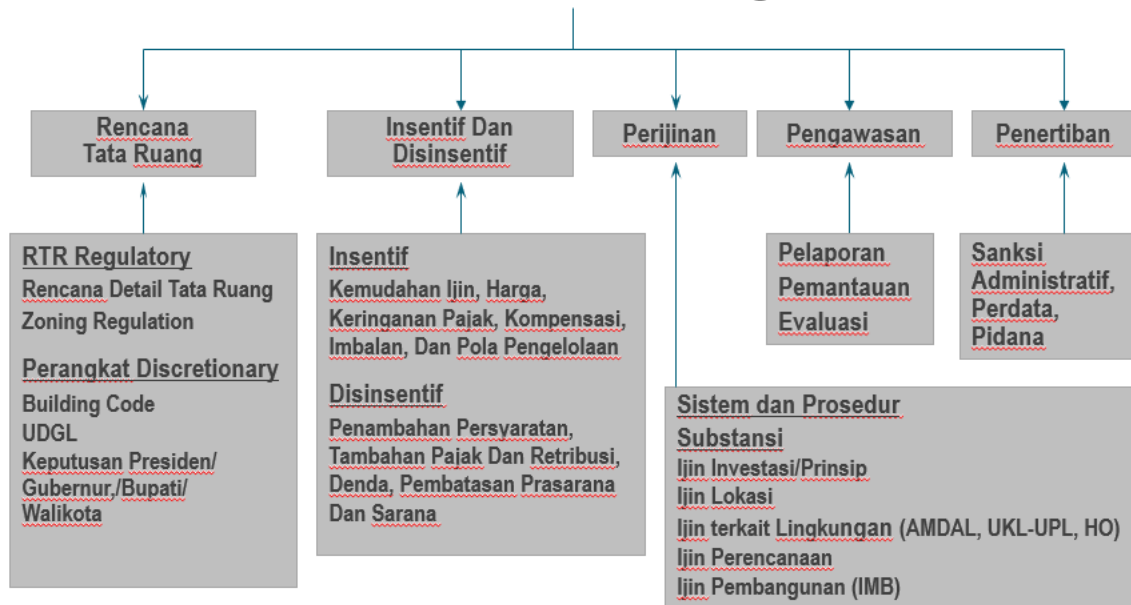 Rencana
Tata Ruang
Insentif Dan
Disinsentif
Perijinan
Pengawasan
Penertiban
RTR Regulatory
Rencana Detail Tata Ruang
Zoning Regulation
Perangkat Discretionary
Building Code
UDGL
Keputusan Presiden/
Gubernur,/Bupati/
Walikota
Insentif
Kemudahan Ijin, Harga,
Keringanan Pajak, Kompensasi,
Imbalan, Dan Pola Pengelolaan
Disinsentif
Penambahan Persyaratan,
Tambahan Pajak Dan Retribusi,
Denda, Pembatasan Prasarana
Dan Sarana
Pelaporan
Pemantauan
Evaluasi
Sanksi
Administratif,
Perdata,
Pidana
Sistem dan Prosedur
Substansi
Ijin Investasi/Prinsip
Ijin Lokasi
Ijin terkait Lingkungan (AMDAL, UKL-UPL, HO)
Ijin Perencanaan
Ijin Pembangunan (IMB)